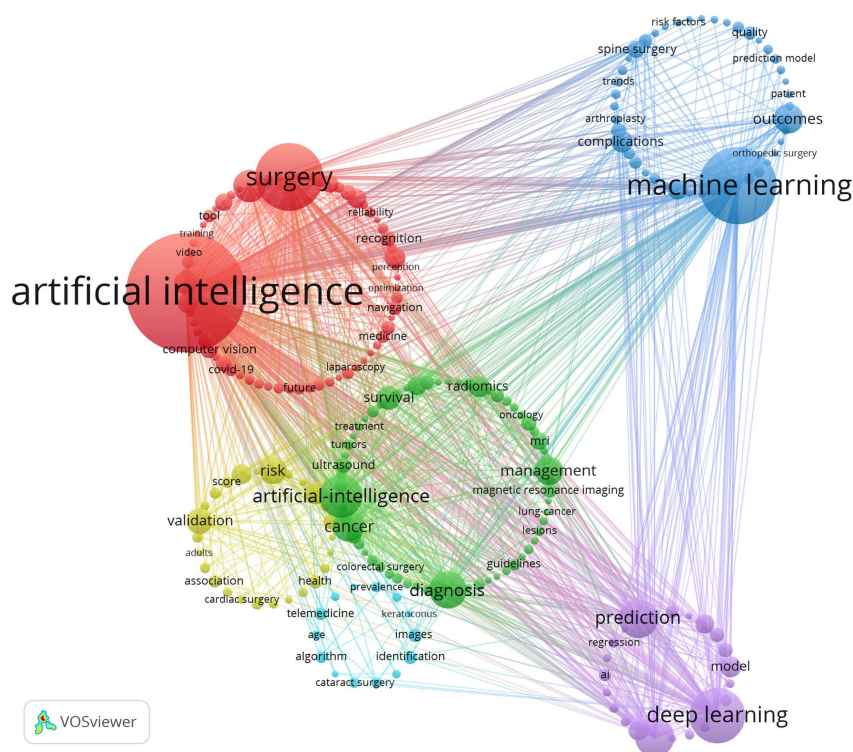 risk factors
quality
spine surgery
prediction model
trends
patient
arthroplasty
outcomes
complications
orthopedic surgery
machine learning
surgery
tool
reliability
training
recognition
video
perception
artificial intelligence
optimization
navigation
medicine
computer vision
laparoscopy
covid-19
future
radiomics
survival
oncology
treatment
mri
tumors
ultrasound
management
risk
score
magnetic resonance imaging
artificial-intelligence
lung-cancer
validation
cancer
lesions
adults
colorectal surgery
guidelines
association
health
prevalence
diagnosis
cardiac surgery
telemedicine
keratoconus
prediction
age
images
regression
algorithm
identification
model
ai
cataract surgery
deep learning
VOSviewer